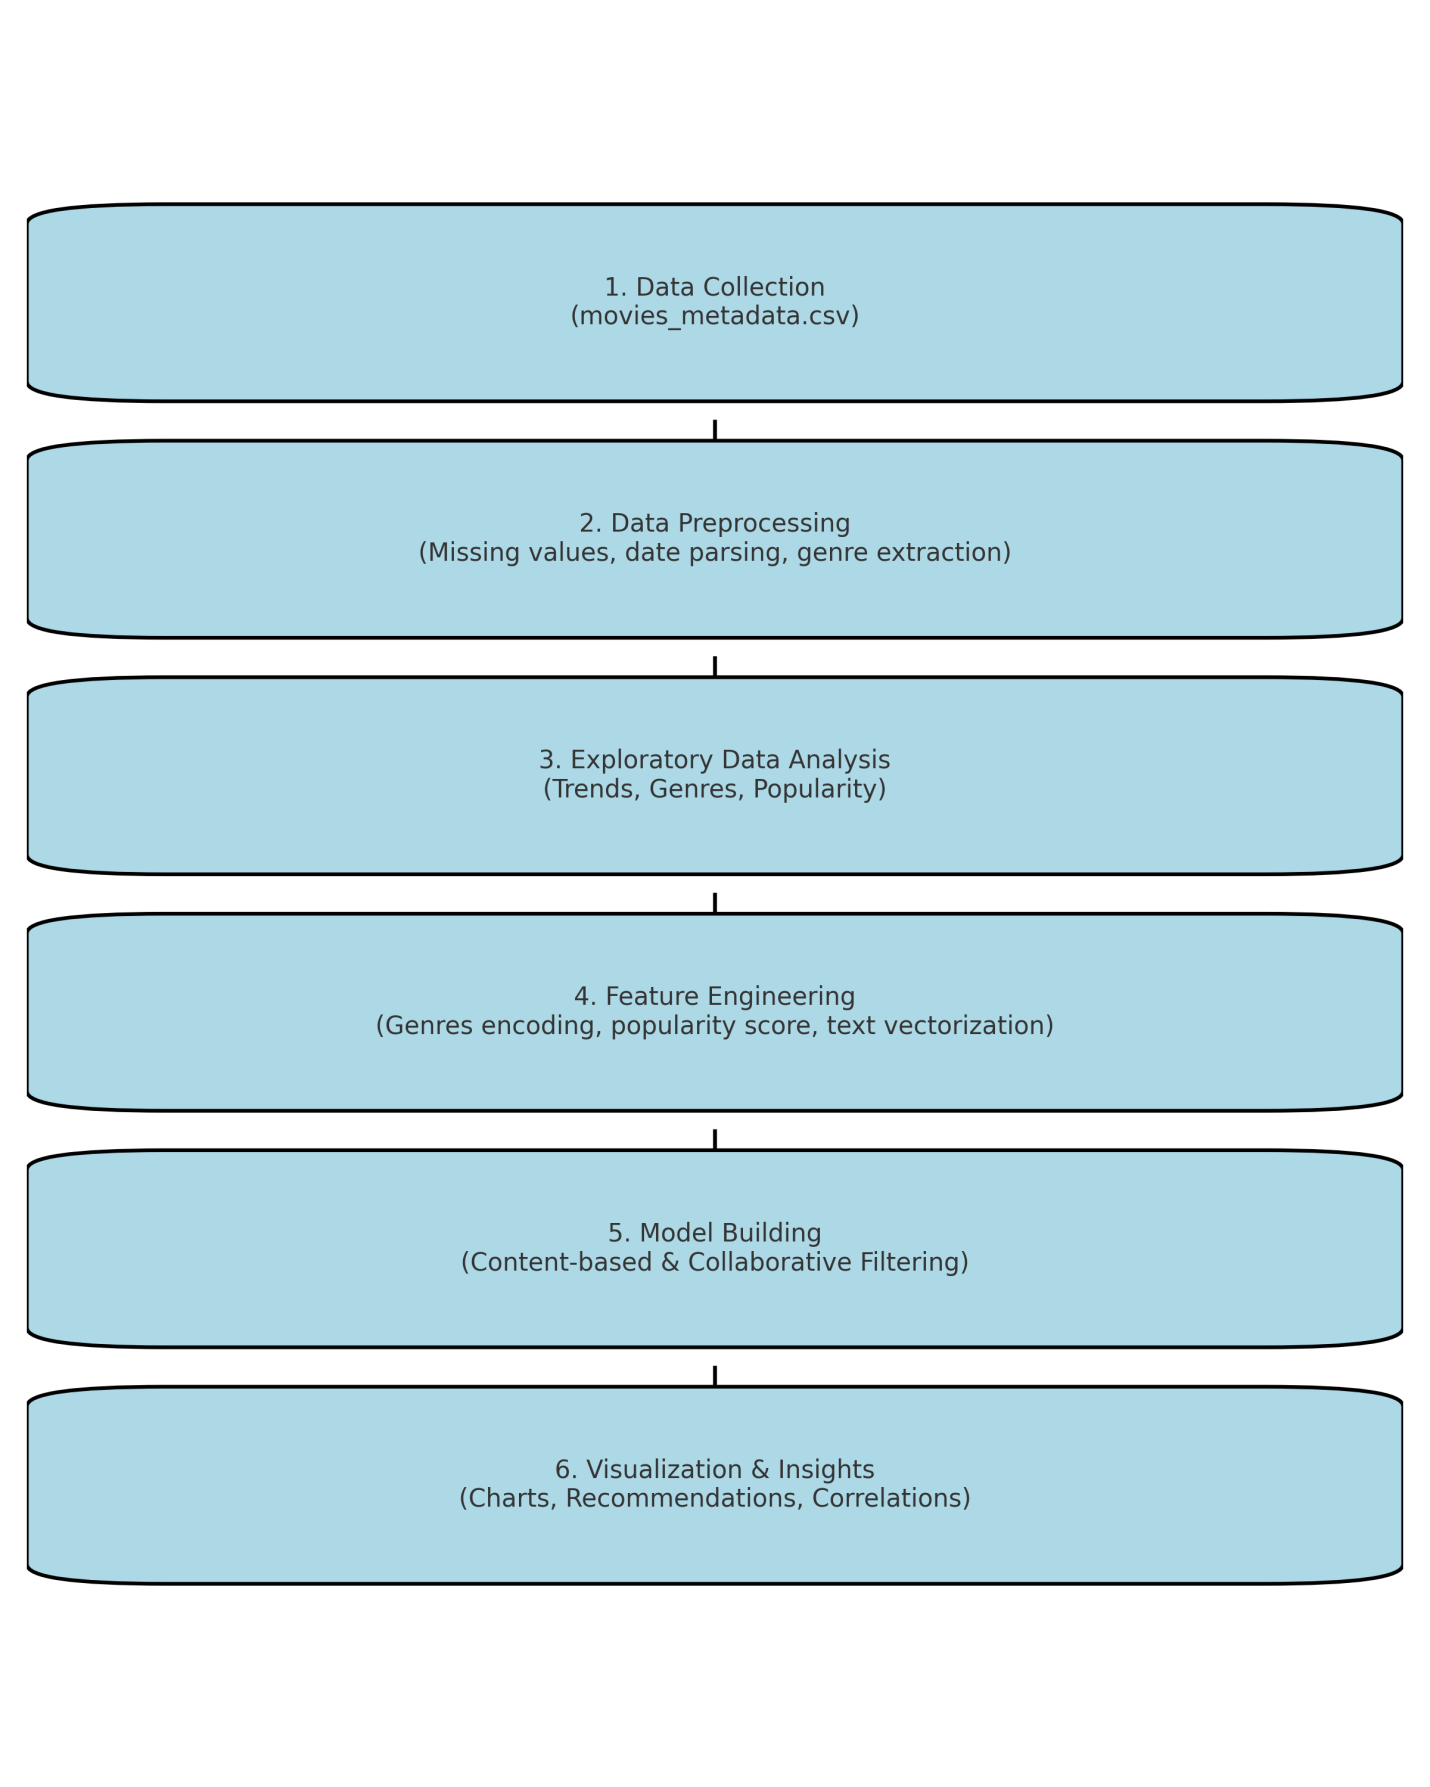 1. Data Collection
(movies_metadata.csv)
2. Data Preprocessing
(Missing values, date parsing, genre extraction)
3. Exploratory Data Analysis
(Trends, Genres, Popularity)
4. Feature Engineering
(Genres encoding, popularity score, text vectorization)
5. Model Building
(Content-based & Collaborative Filtering)
6. Visualization & Insights
(Charts, Recommendations, Correlations)